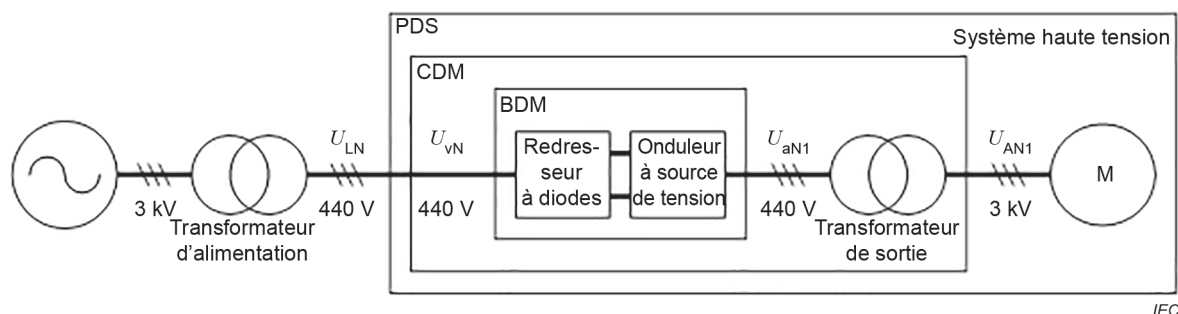 PDS
Système haute tension
CDM
BDM
U_LN
U_vN
Redres-
seur
à diodes
Onduleur
à source
de tension
U_aN1
U_AN1
M
3 kV
440 V
440 V
440 V
3 kV
Transformateur
d'alimentation
Transformateur
de sortie
IEC